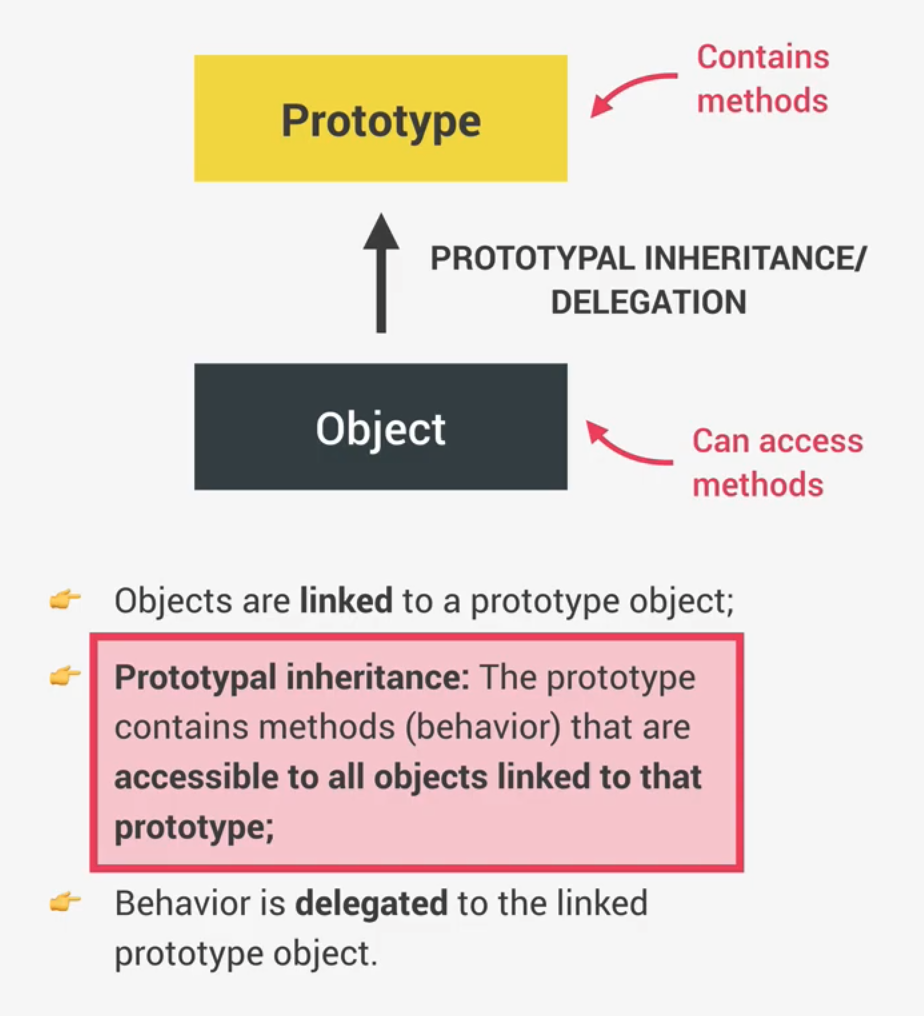 Contains
methods
Prototype
PROTOTYPAL INHERITANCE/
DELEGATION
Object
Can access
methods
Objects are linked to a prototype object;
Prototypal inheritance: The prototype
contains methods (behavior) that are
accessible to all objects linked to that
prototype;
Behavior is delegated to the linked
prototype object.